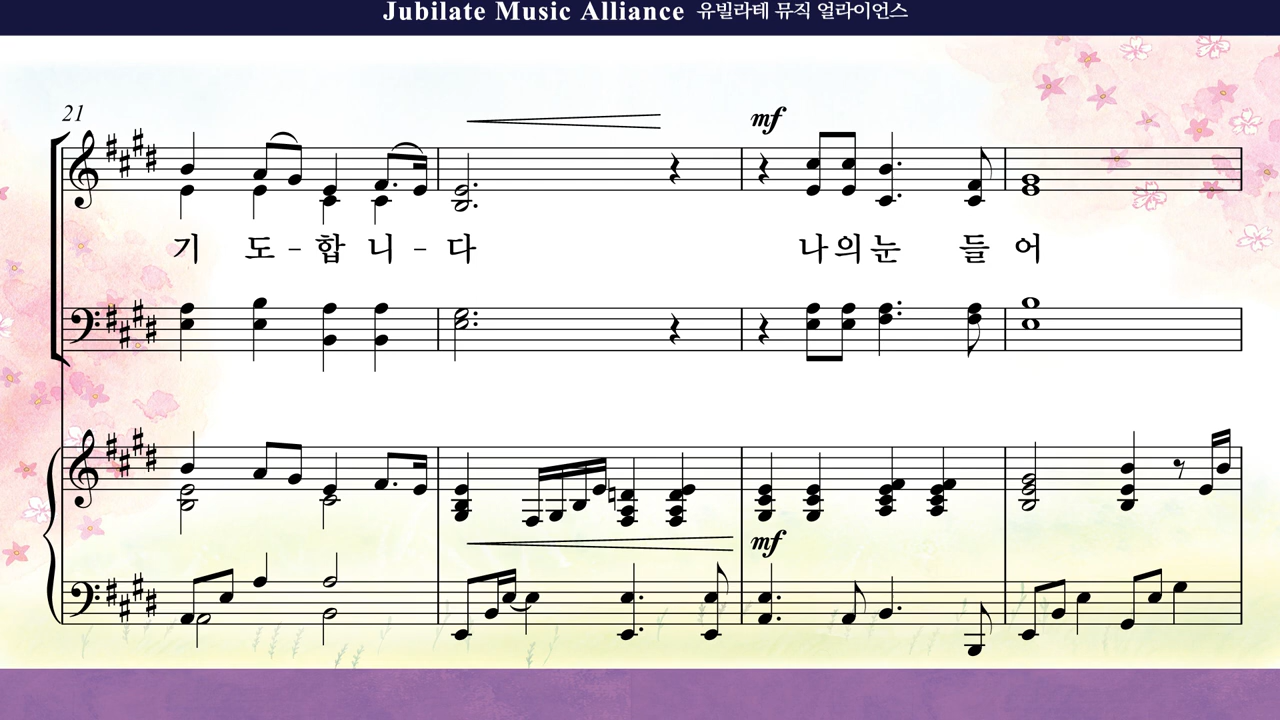 Jubilate Music Alliance 유빌라테 뮤직 얼라이언스
21
mf
기 도 - 합 니 - 다 나 의 눈 들 어
mf